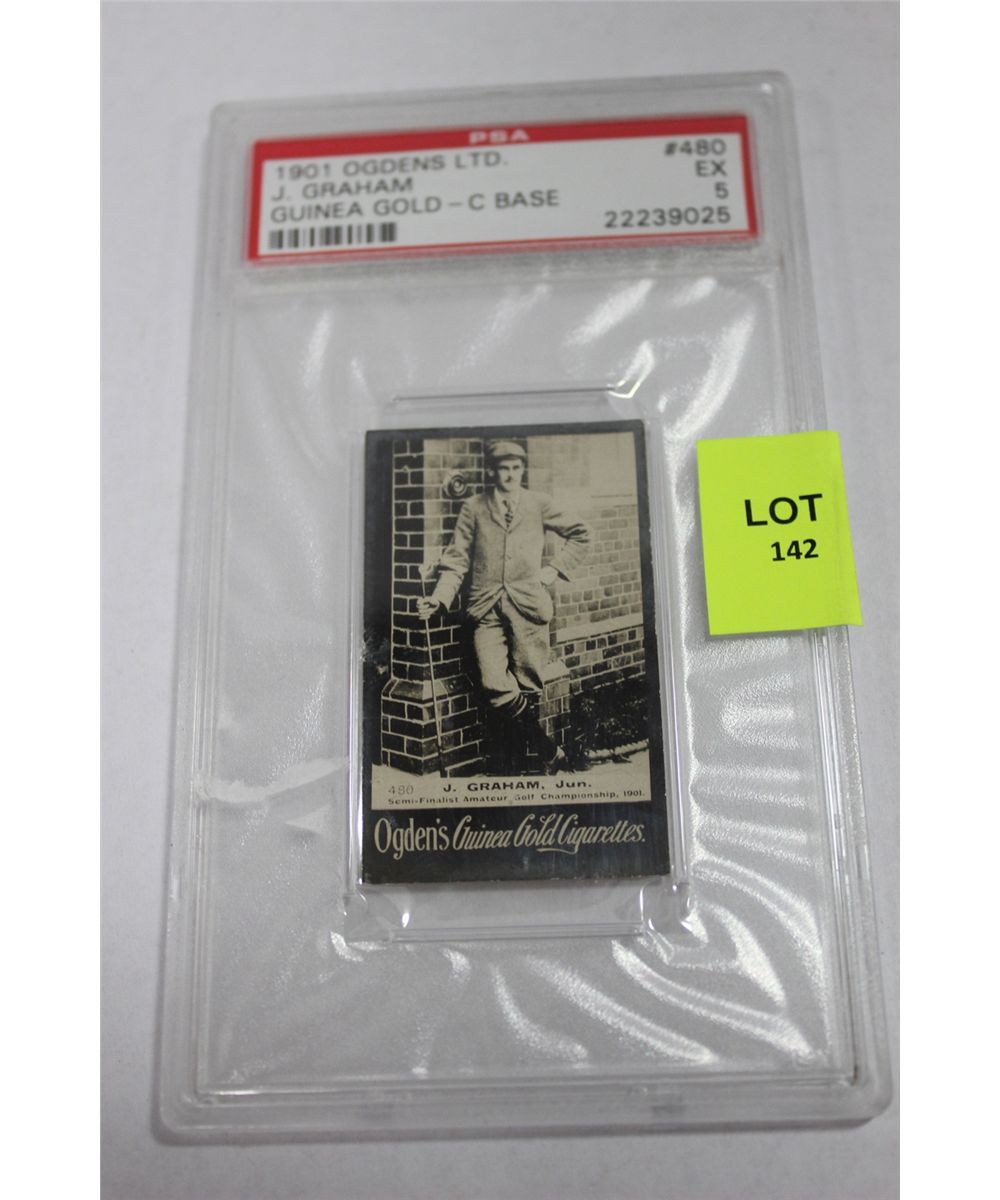 PSA
1901 OGDENS LTD. #480
J. GRAHAM EX
GUINEA GOLD – C BASE 5
22239025
LOT
142
480 J. GRAHAM, Jun.
Semi-Finalist Amateur Golf Championship, 1901.
Ogden's Guinea Gold Cigarettes.